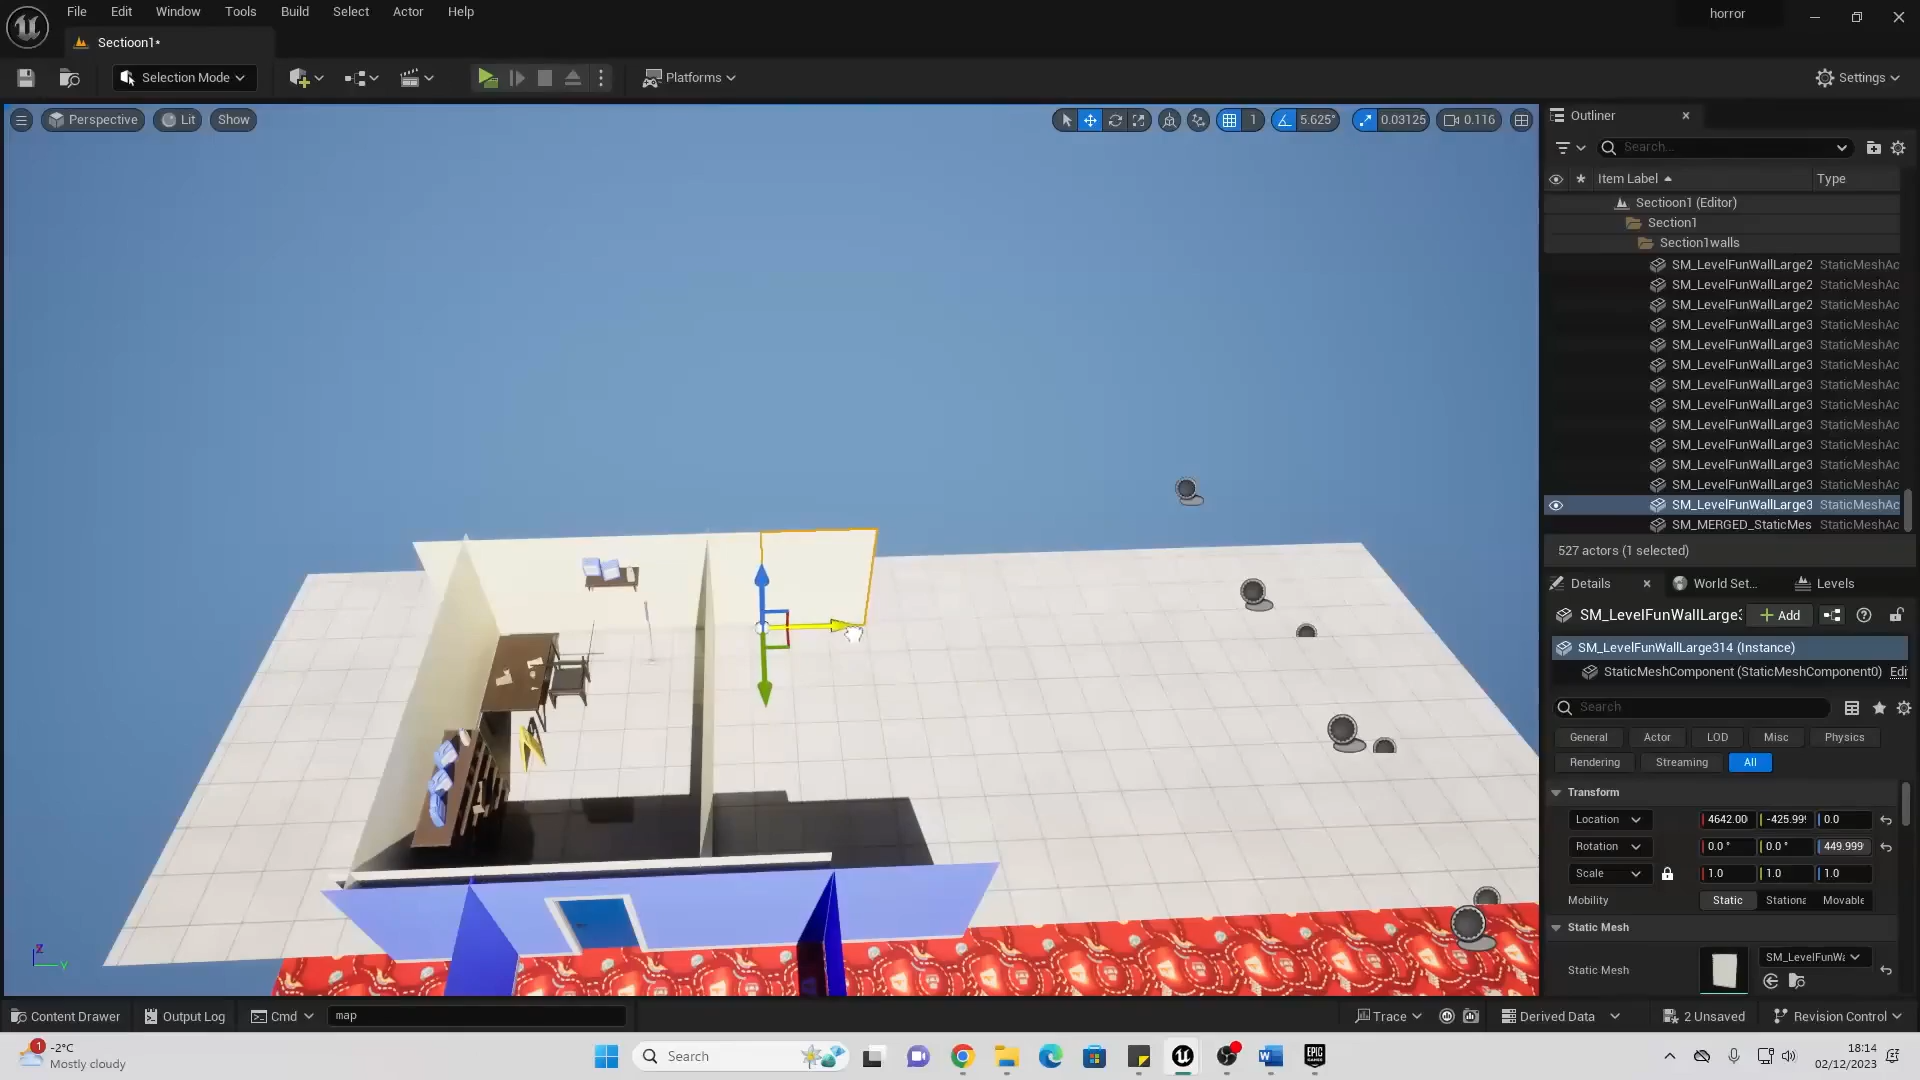 File Edit Window Tools Build Select Actor Help
horror
Sectioon1*
Selection Mode
Platforms
Settings
Perspective Lit Show
1 5.625° 0.03125 0.116
Outliner
Search...
Item Label Type
Sectioon1 (Editor)
Section1
Section1walls
SM_LevelFunWallLarge2 StaticMeshAc
SM_LevelFunWallLarge2 StaticMeshAc
SM_LevelFunWallLarge2 StaticMeshAc
SM_LevelFunWallLarge3 StaticMeshAc
SM_LevelFunWallLarge3 StaticMeshAc
SM_LevelFunWallLarge3 StaticMeshAc
SM_LevelFunWallLarge3 StaticMeshAc
SM_LevelFunWallLarge3 StaticMeshAc
SM_LevelFunWallLarge3 StaticMeshAc
SM_LevelFunWallLarge3 StaticMeshAc
SM_LevelFunWallLarge3 StaticMeshAc
SM_LevelFunWallLarge3 StaticMeshAc
SM_LevelFunWallLarge3 StaticMeshAc
SM_MERGED_StaticMes StaticMeshAc
527 actors (1 selected)
Details World Set... Levels
SM_LevelFunWallLarge3 Add
SM_LevelFunWallLarge314 (Instance)
StaticMeshComponent (StaticMeshComponent0) Edi
Search
General Actor LOD Misc Physics
Rendering Streaming All
Transform
Location 4642.00 -425.99 0.0
Rotation 0.0 ° 0.0 ° 449.999
Scale 1.0 1.0 1.0
Mobility Static Stationa Movable
Static Mesh
Static Mesh SM_LevelFunWa
Z
Y
Content Drawer Output Log Cmd map Trace Derived Data 2 Unsaved Revision Control
1
-2°C
Mostly cloudy
Search
EPIC
GAMES
18:14
02/12/2023